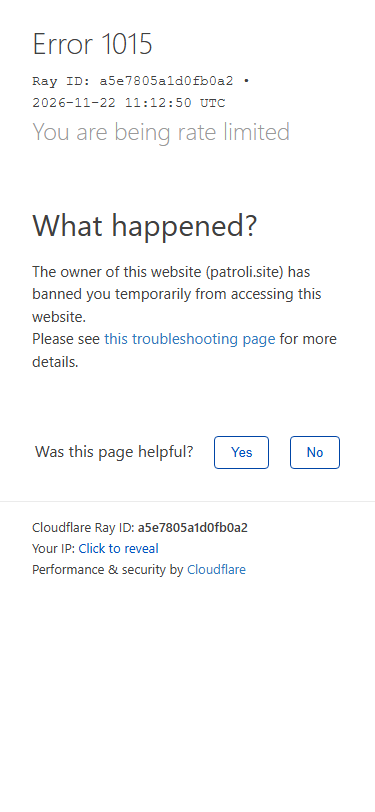 Error 1015
Ray ID: a5e7805a1d0fb0a2 •
2026-11-22 11:12:50 UTC
You are being rate limited
What happened?
The owner of this website (patroli.site) has
banned you temporarily from accessing this
website.
Please see this troubleshooting page for more
details.
Was this page helpful? Yes No
Cloudflare Ray ID: a5e7805a1d0fb0a2
Your IP: Click to reveal
Performance & security by Cloudflare